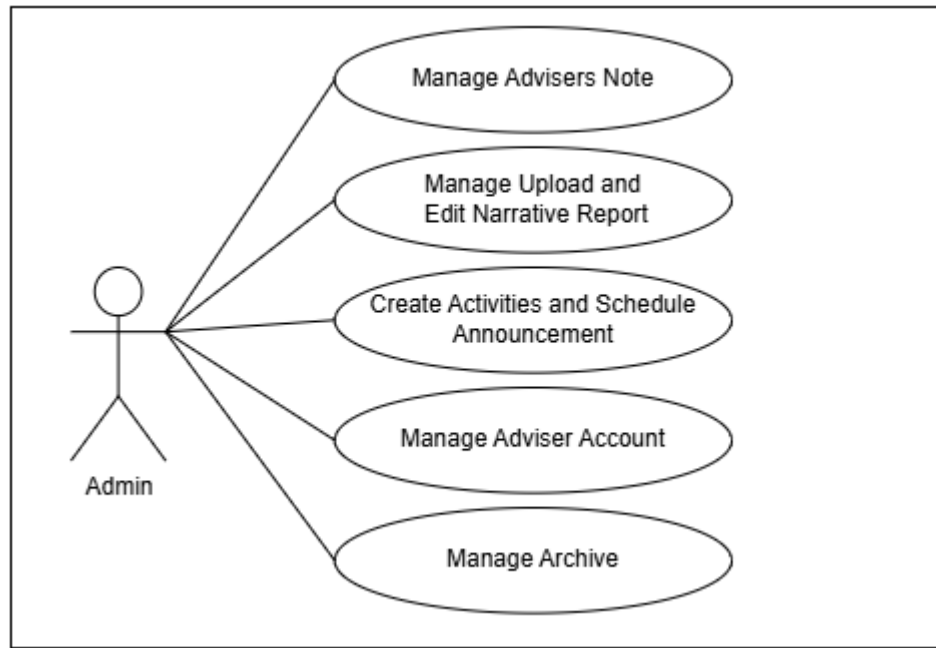 Manage Advisers Note
Manage Upload and
Edit Narrative Report
Create Activities and Schedule
Announcement
Manage Adviser Account
Admin
Manage Archive